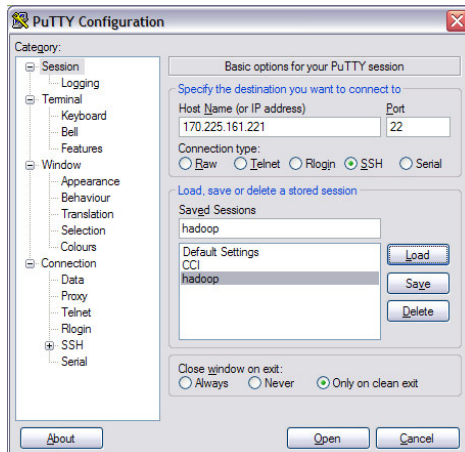 PuTTY Configuration
Category:
Session
Logging
Terminal
Keyboard
Bell
Features
Window
Appearance
Behaviour
Translation
Selection
Colours
Connection
Data
Proxy
Telnet
Rlogin
SSH
Serial
Basic options for your PuTTY session
Specify the destination you want to connect to
Host Name (or IP address) Port
170.225.161.221 22
Connection type:
Raw Telnet Rlogin SSH Serial
Load, save or delete a stored session
Saved Sessions
hadoop
Default Settings
CCI
hadoop
Load
Save
Delete
Close window on exit:
Always Never Only on clean exit
About Open Cancel